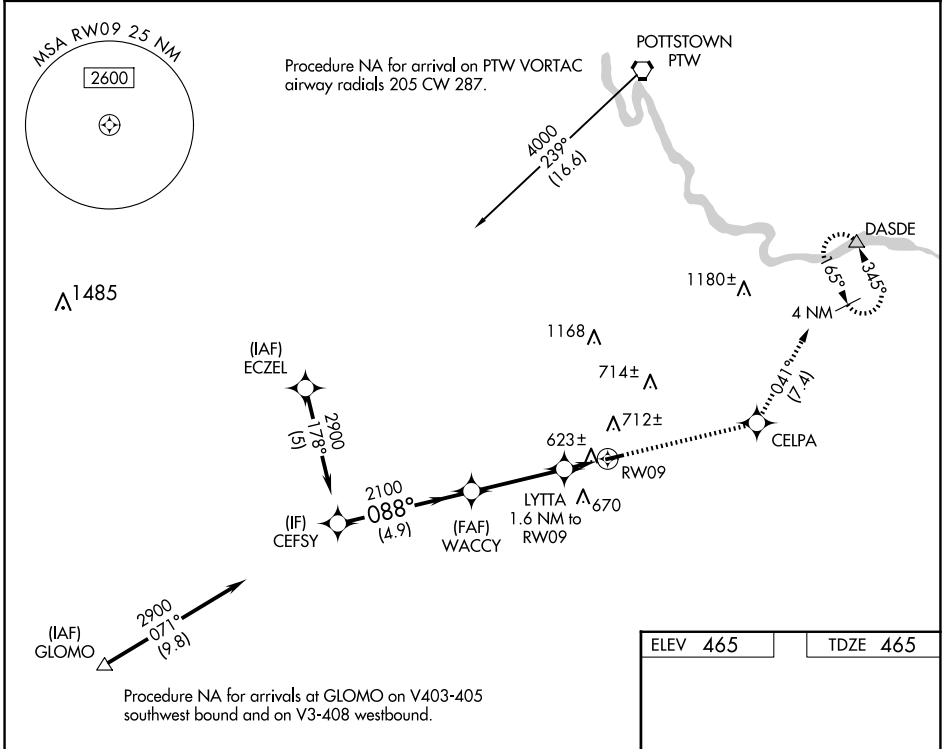 MSA RW09 25 NM
2600
Procedure NA for arrival on PTW VORTAC
airway radials 205 CW 287.
POTTSTOWN
PTW
4000
239°
(16.6)
DASDE
345°
165°
4 NM
1180±
1485
1168
714±
(IAF)
ECZEL
2900
178°
(5)
041°
(7.4)
712±
CELPA
623±
RW09
2100
088°
(4.9)
LYTTA
1.6 NM to
RW09
670
(IF)
CEFSY
(FAF)
WACCY
2900
071°
(9.8)
(IAF)
GLOMO
ELEV 465
TDZE 465
Procedure NA for arrivals at GLOMO on V403-405
southwest bound and on V3-408 westbound.